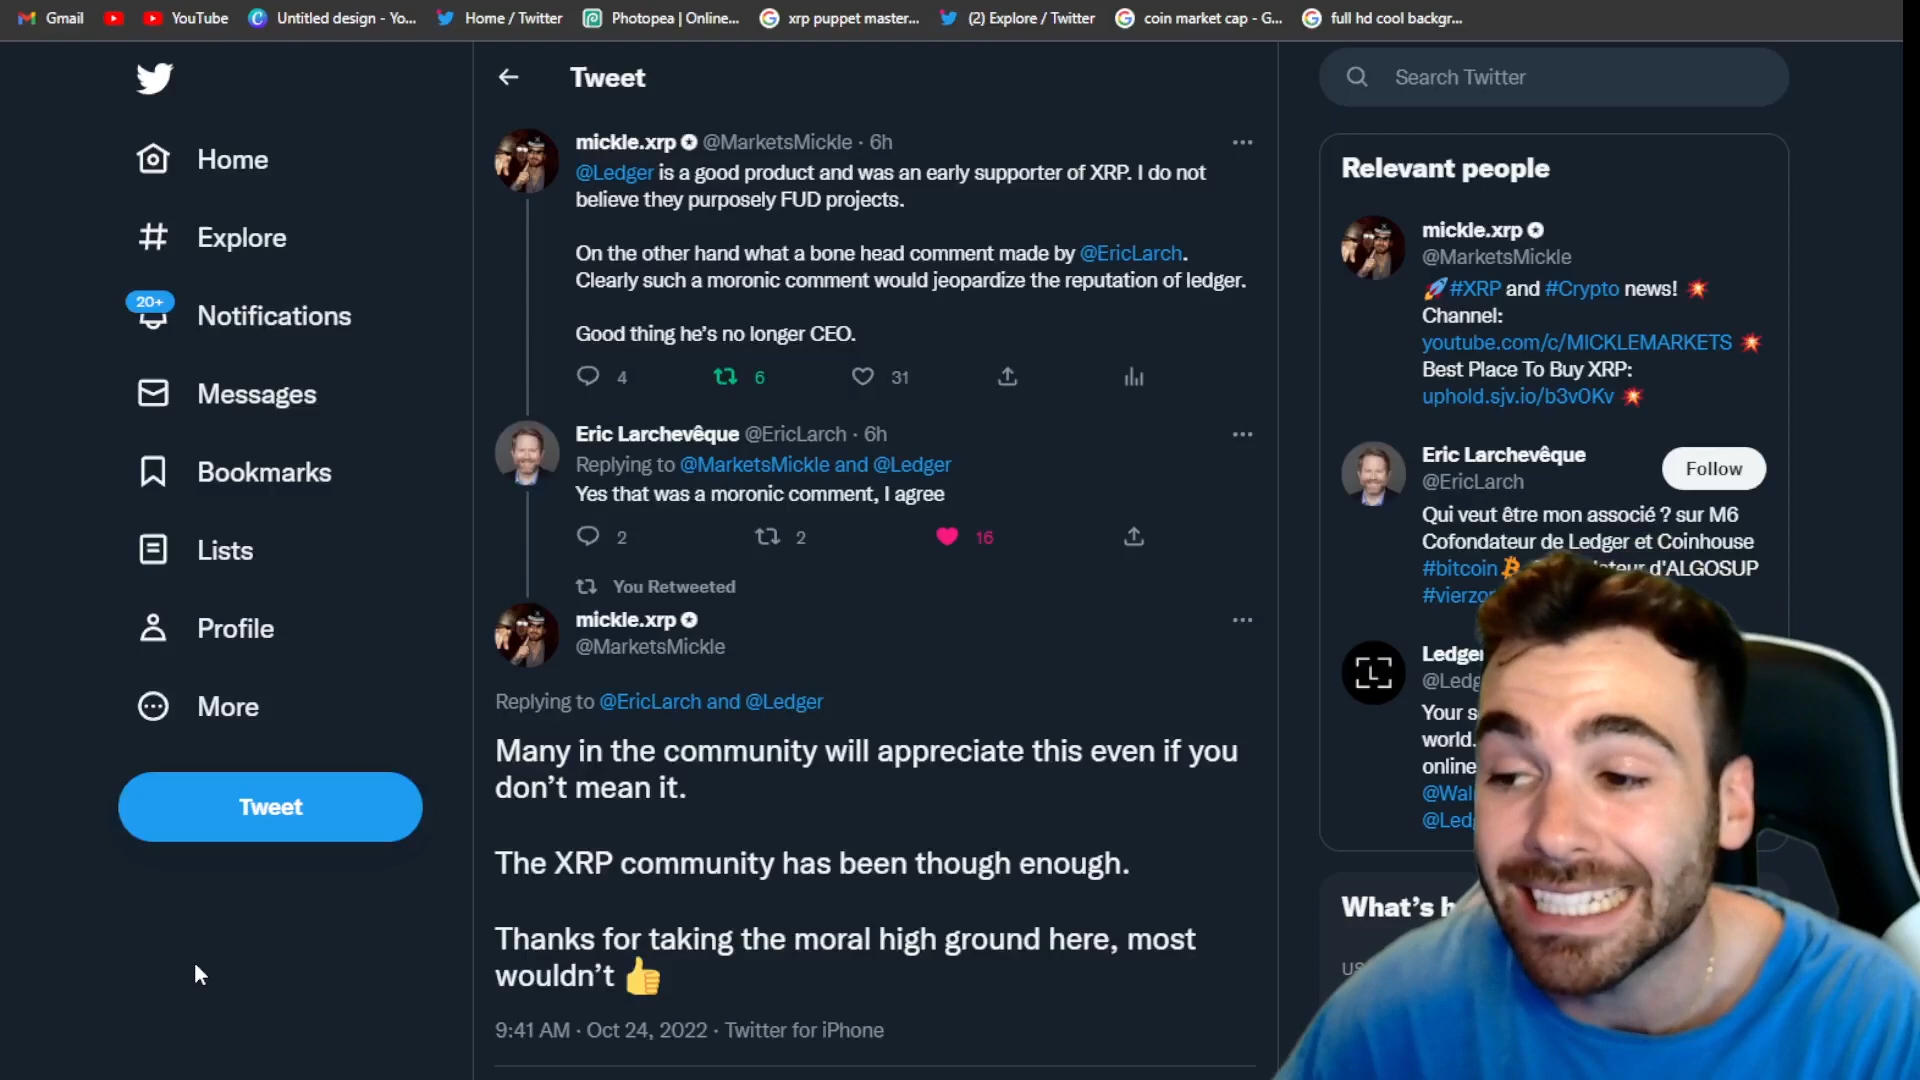 Gmail
YouTube
Untitled design - Yo...
Home / Twitter
Photopea | Online...
xrp puppet master...
(2) Explore / Twitter
coin market cap - G...
full hd cool backgr...
Home
Explore
20+
Notifications
Messages
Bookmarks
Lists
Profile
More
Tweet
Tweet
mickle.xrp @MarketsMickle · 6h
@Ledger is a good product and was an early supporter of XRP. I do not
believe they purposely FUD projects.
On the other hand what a bone head comment made by @EricLarch.
Clearly such a moronic comment would jeopardize the reputation of ledger.
Good thing he's no longer CEO.
4 6 31
Eric Larchevêque @EricLarch · 6h
Replying to @MarketsMickle and @Ledger
Yes that was a moronic comment, I agree
2 2 16
You Retweeted
mickle.xrp
@MarketsMickle
Replying to @EricLarch and @Ledger
Many in the community will appreciate this even if you
don't mean it.
The XRP community has been though enough.
Thanks for taking the moral high ground here, most
wouldn't 👍
9:41 AM · Oct 24, 2022 · Twitter for iPhone
Search Twitter
Relevant people
mickle.xrp
@MarketsMickle
🚀#XRP and #Crypto news! 💥
Channel:
youtube.com/c/MICKLEMARKETS 💥
Best Place To Buy XRP:
uphold.sjv.io/b3v0Kv 💥
Eric Larchevêque
Follow
@EricLarch
Qui veut être mon associé ? sur M6
Cofondateur de Ledger et Coinhouse
#bitcoin d'ALGOSUP
Ledger
Your
world.
online
What's